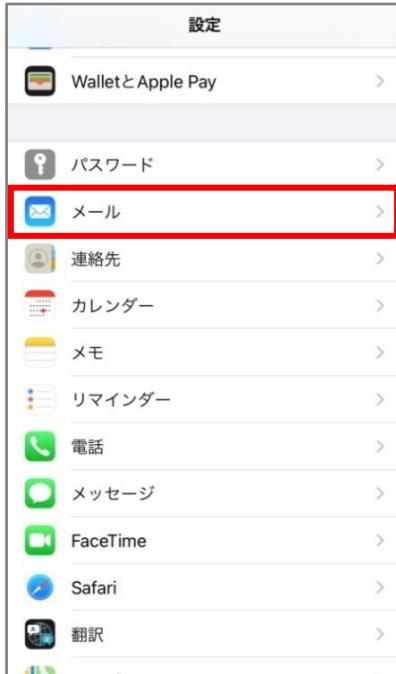 設定
WalletとApple Pay
パスワード
メール
連絡先
カレンダー
メモ
リマインダー
電話
メッセージ
FaceTime
Safari
翻訳